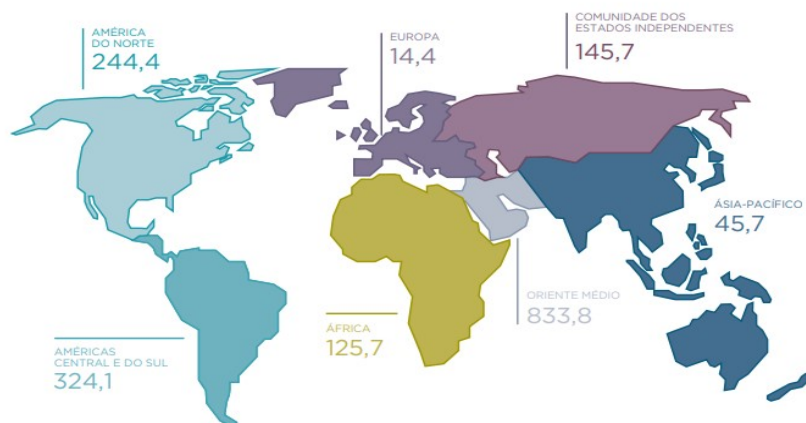 AMÉRICA
DO NORTE
244,4
EUROPA
14,4
COMUNIDADE DOS
ESTADOS INDEPENDENTES
145,7
ÁSIA-PACÍFICO
45,7
ORIENTE MÉDIO
833,8
ÁFRICA
125,7
AMÉRICAS
CENTRAL E DO SUL
324,1